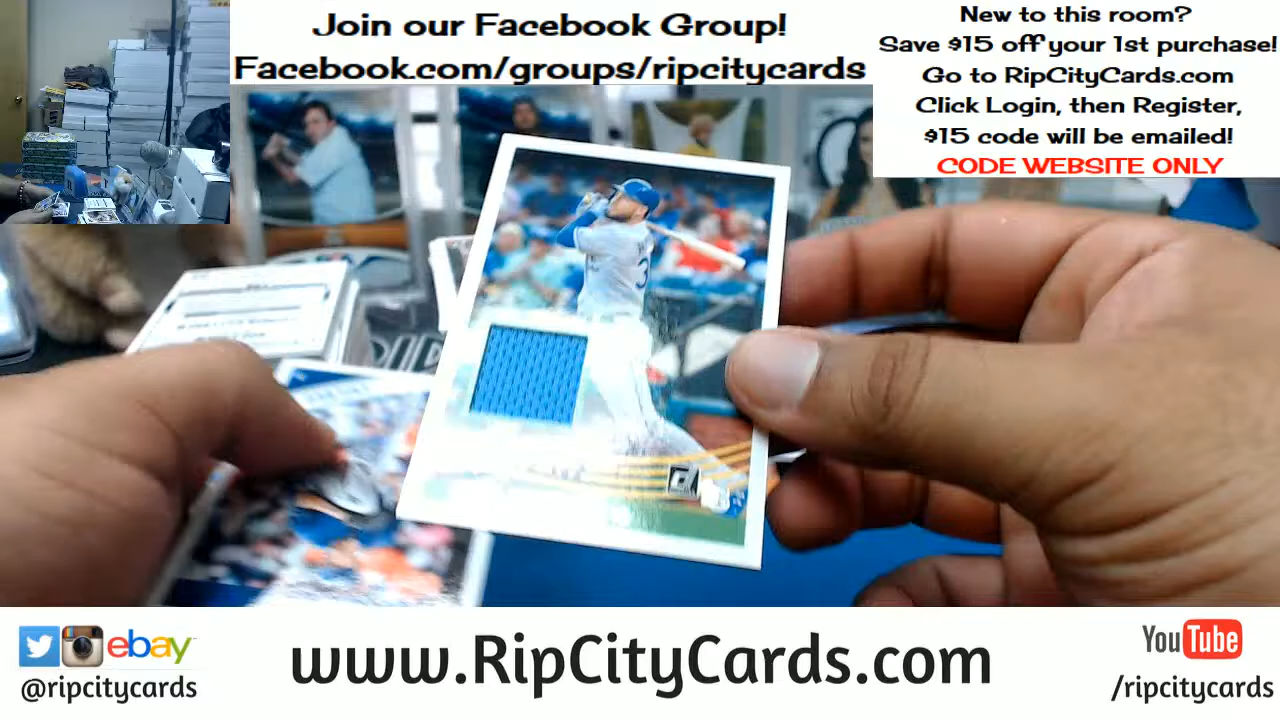 Join our Facebook Group!
Facebook.com/groups/ripcitycards
New to this room?
Save $15 off your 1st purchase!
Go to RipCityCards.com
Click Login, then Register,
$15 code will be emailed!
CODE WEBSITE ONLY
3
ebay
@ripcitycards
www.RipCityCards.com
YouTube
/ripcitycards